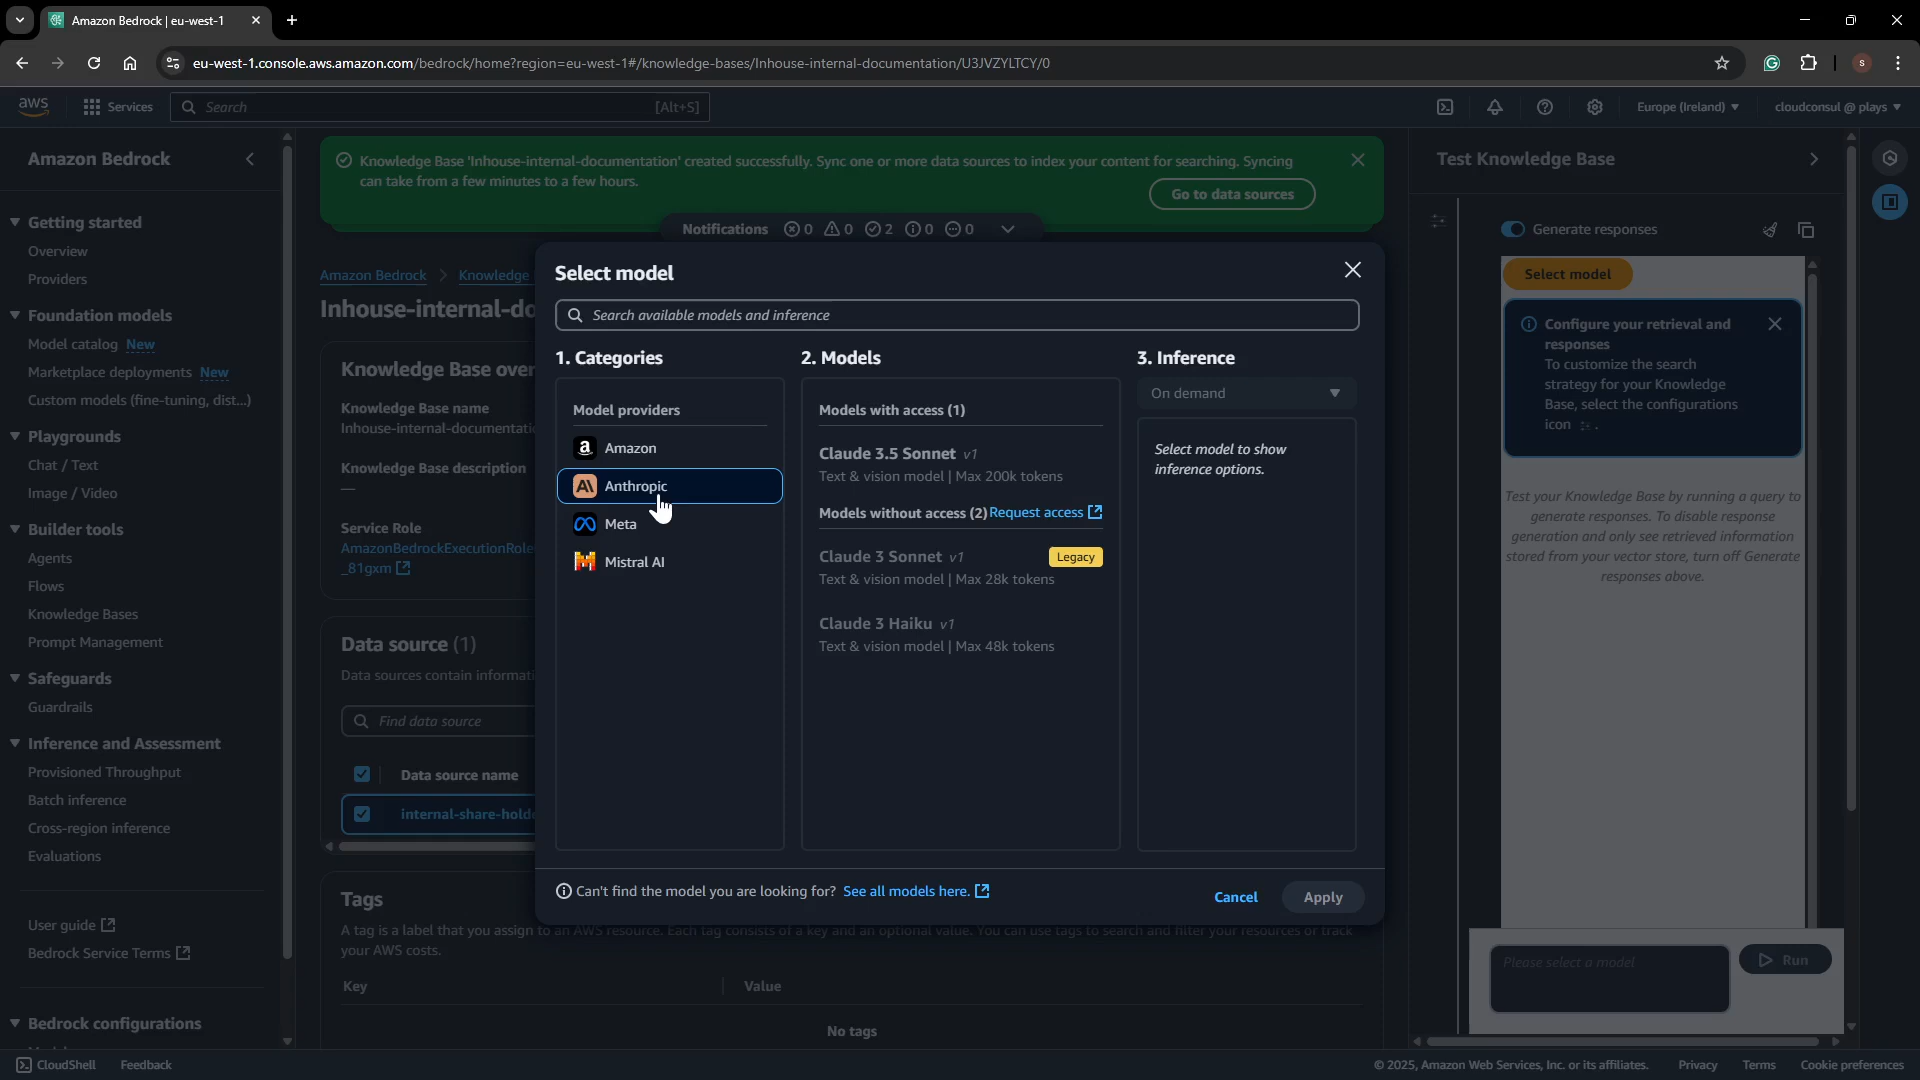 Amazon Bedrock | eu-west-1
eu-west-1.console.aws.amazon.com/bedrock/home?region=eu-west-1#/knowledge-bases/Inhouse-internal-documentation/U3JVZYLTCY/0
S
aws
Services
Search
[Alt+S]
Europe (Ireland)
cloudconsul @ plays
Amazon Bedrock
Getting started
Overview
Providers
Foundation models
Model catalog New
Marketplace deployments New
Custom models (fine-tuning, dist...)
Playgrounds
Chat / Text
Image / Video
Builder tools
Agents
Flows
Knowledge Bases
Prompt Management
Safeguards
Guardrails
Inference and Assessment
Provisioned Throughput
Batch inference
Cross-region inference
Evaluations
User guide
Bedrock Service Terms
Bedrock configurations
Knowledge Base 'Inhouse-internal-documentation' created successfully. Sync one or more data sources to index your content for searching. Syncing
can take from a few minutes to a few hours.
Go to data sources
Notifications 0 0 2 0 0
Amazon Bedrock > Knowledge
Inhouse-internal-do
Knowledge Base over
Knowledge Base name
Inhouse-internal-documentati
Knowledge Base description
—
Service Role
AmazonBedrockExecutionRole
_81gxm
Data source (1)
Data sources contain informati
Find data source
Data source name
internal-share-hold
Tags
A tag is a label that you assign to an AWS resource. Each tag consists of a key and an optional value. You can use tags to search and filter your resources or track
your AWS costs.
Key
Value
No tags
Select model
Search available models and inference
1. Categories
Model providers
Amazon
Anthropic
Meta
Mistral AI
2. Models
Models with access (1)
Claude 3.5 Sonnet v1
Text & vision model | Max 200k tokens
Models without access (2) Request access
Claude 3 Sonnet v1
Legacy
Text & vision model | Max 28k tokens
Claude 3 Haiku v1
Text & vision model | Max 48k tokens
3. Inference
On demand
Select model to show
inference options.
Can't find the model you are looking for? See all models here.
Cancel
Apply
Test Knowledge Base
Generate responses
Select model
Configure your retrieval and
responses
To customize the search
strategy for your Knowledge
Base, select the configurations
icon .
Test your Knowledge Base by running a query to
generate responses. To disable response
generation and only see retrieved information
stored from your vector store, turn off Generate
responses above.
Please select a model
Run
CloudShell
Feedback
© 2025, Amazon Web Services, Inc. or its affiliates.
Privacy
Terms
Cookie preferences